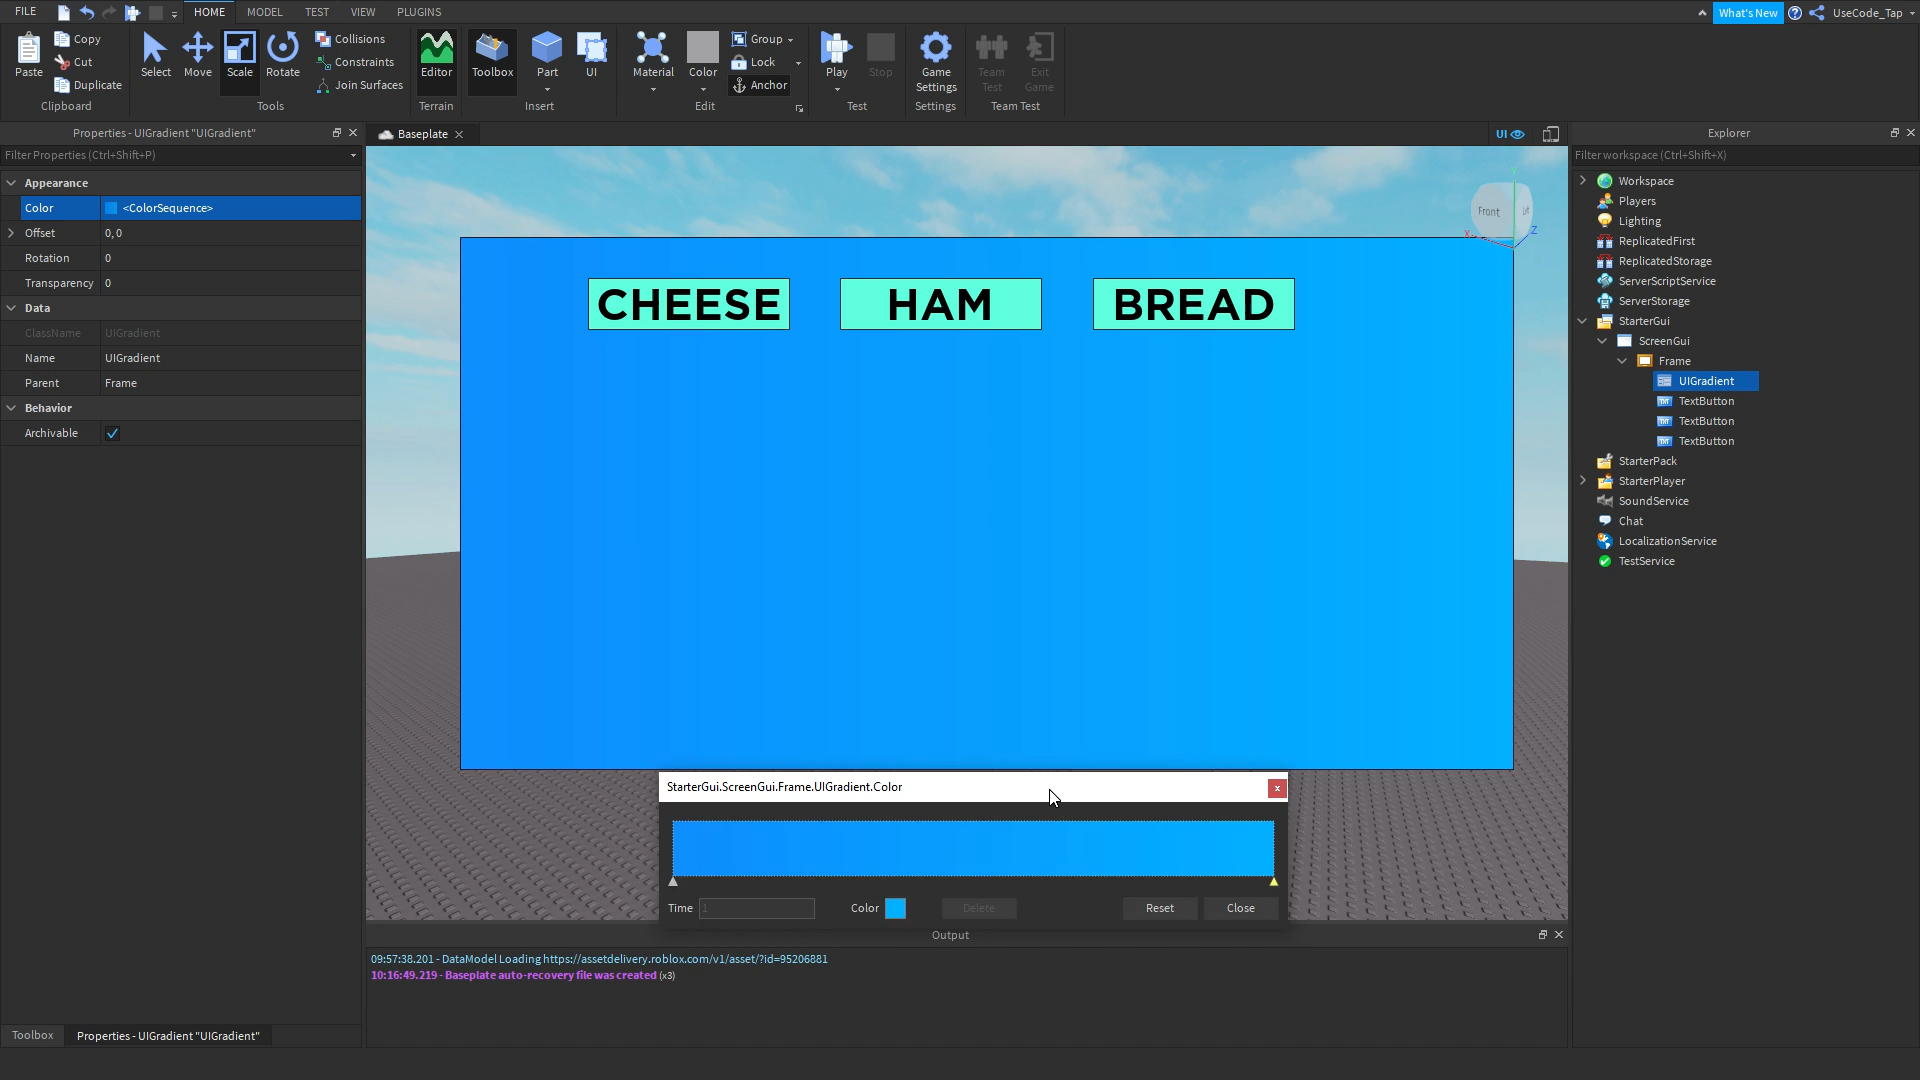 FILE HOME MODEL TEST VIEW PLUGINS What's New UseCode_Tap
Paste Copy Cut Duplicate Select Move Scale Rotate Collisions Constraints Join Surfaces Editor Toolbox Part UI Material Color Group Lock Anchor Play Stop Game Settings Team Test Exit Game
Clipboard Tools Terrain Insert Edit Test Settings Team Test
Properties - UIGradient "UIGradient"
Filter Properties (Ctrl+Shift+P)
Appearance
Color <ColorSequence>
Offset 0, 0
Rotation 0
Transparency 0
Data
ClassName UIGradient
Name UIGradient
Parent Frame
Behavior
Archivable
Toolbox Properties - UIGradient "UIGradient"
Baseplate UI
Front
X
Z
CHEESE HAM BREAD
StarterGui.ScreenGui.Frame.UIGradient.Color
x
Time 1 Color Delete Reset Close
Output
09:57:38.201 - DataModel Loading https://assetdelivery.roblox.com/v1/asset/?id=95206881
10:16:49.219 - Baseplate auto-recovery file was created (x3)
Explorer
Filter workspace (Ctrl+Shift+X)
Workspace
Players
Lighting
ReplicatedFirst
ReplicatedStorage
ServerScriptService
ServerStorage
StarterGui
ScreenGui
Frame
UIGradient
TextButton
TextButton
TextButton
StarterPack
StarterPlayer
SoundService
Chat
LocalizationService
TestService